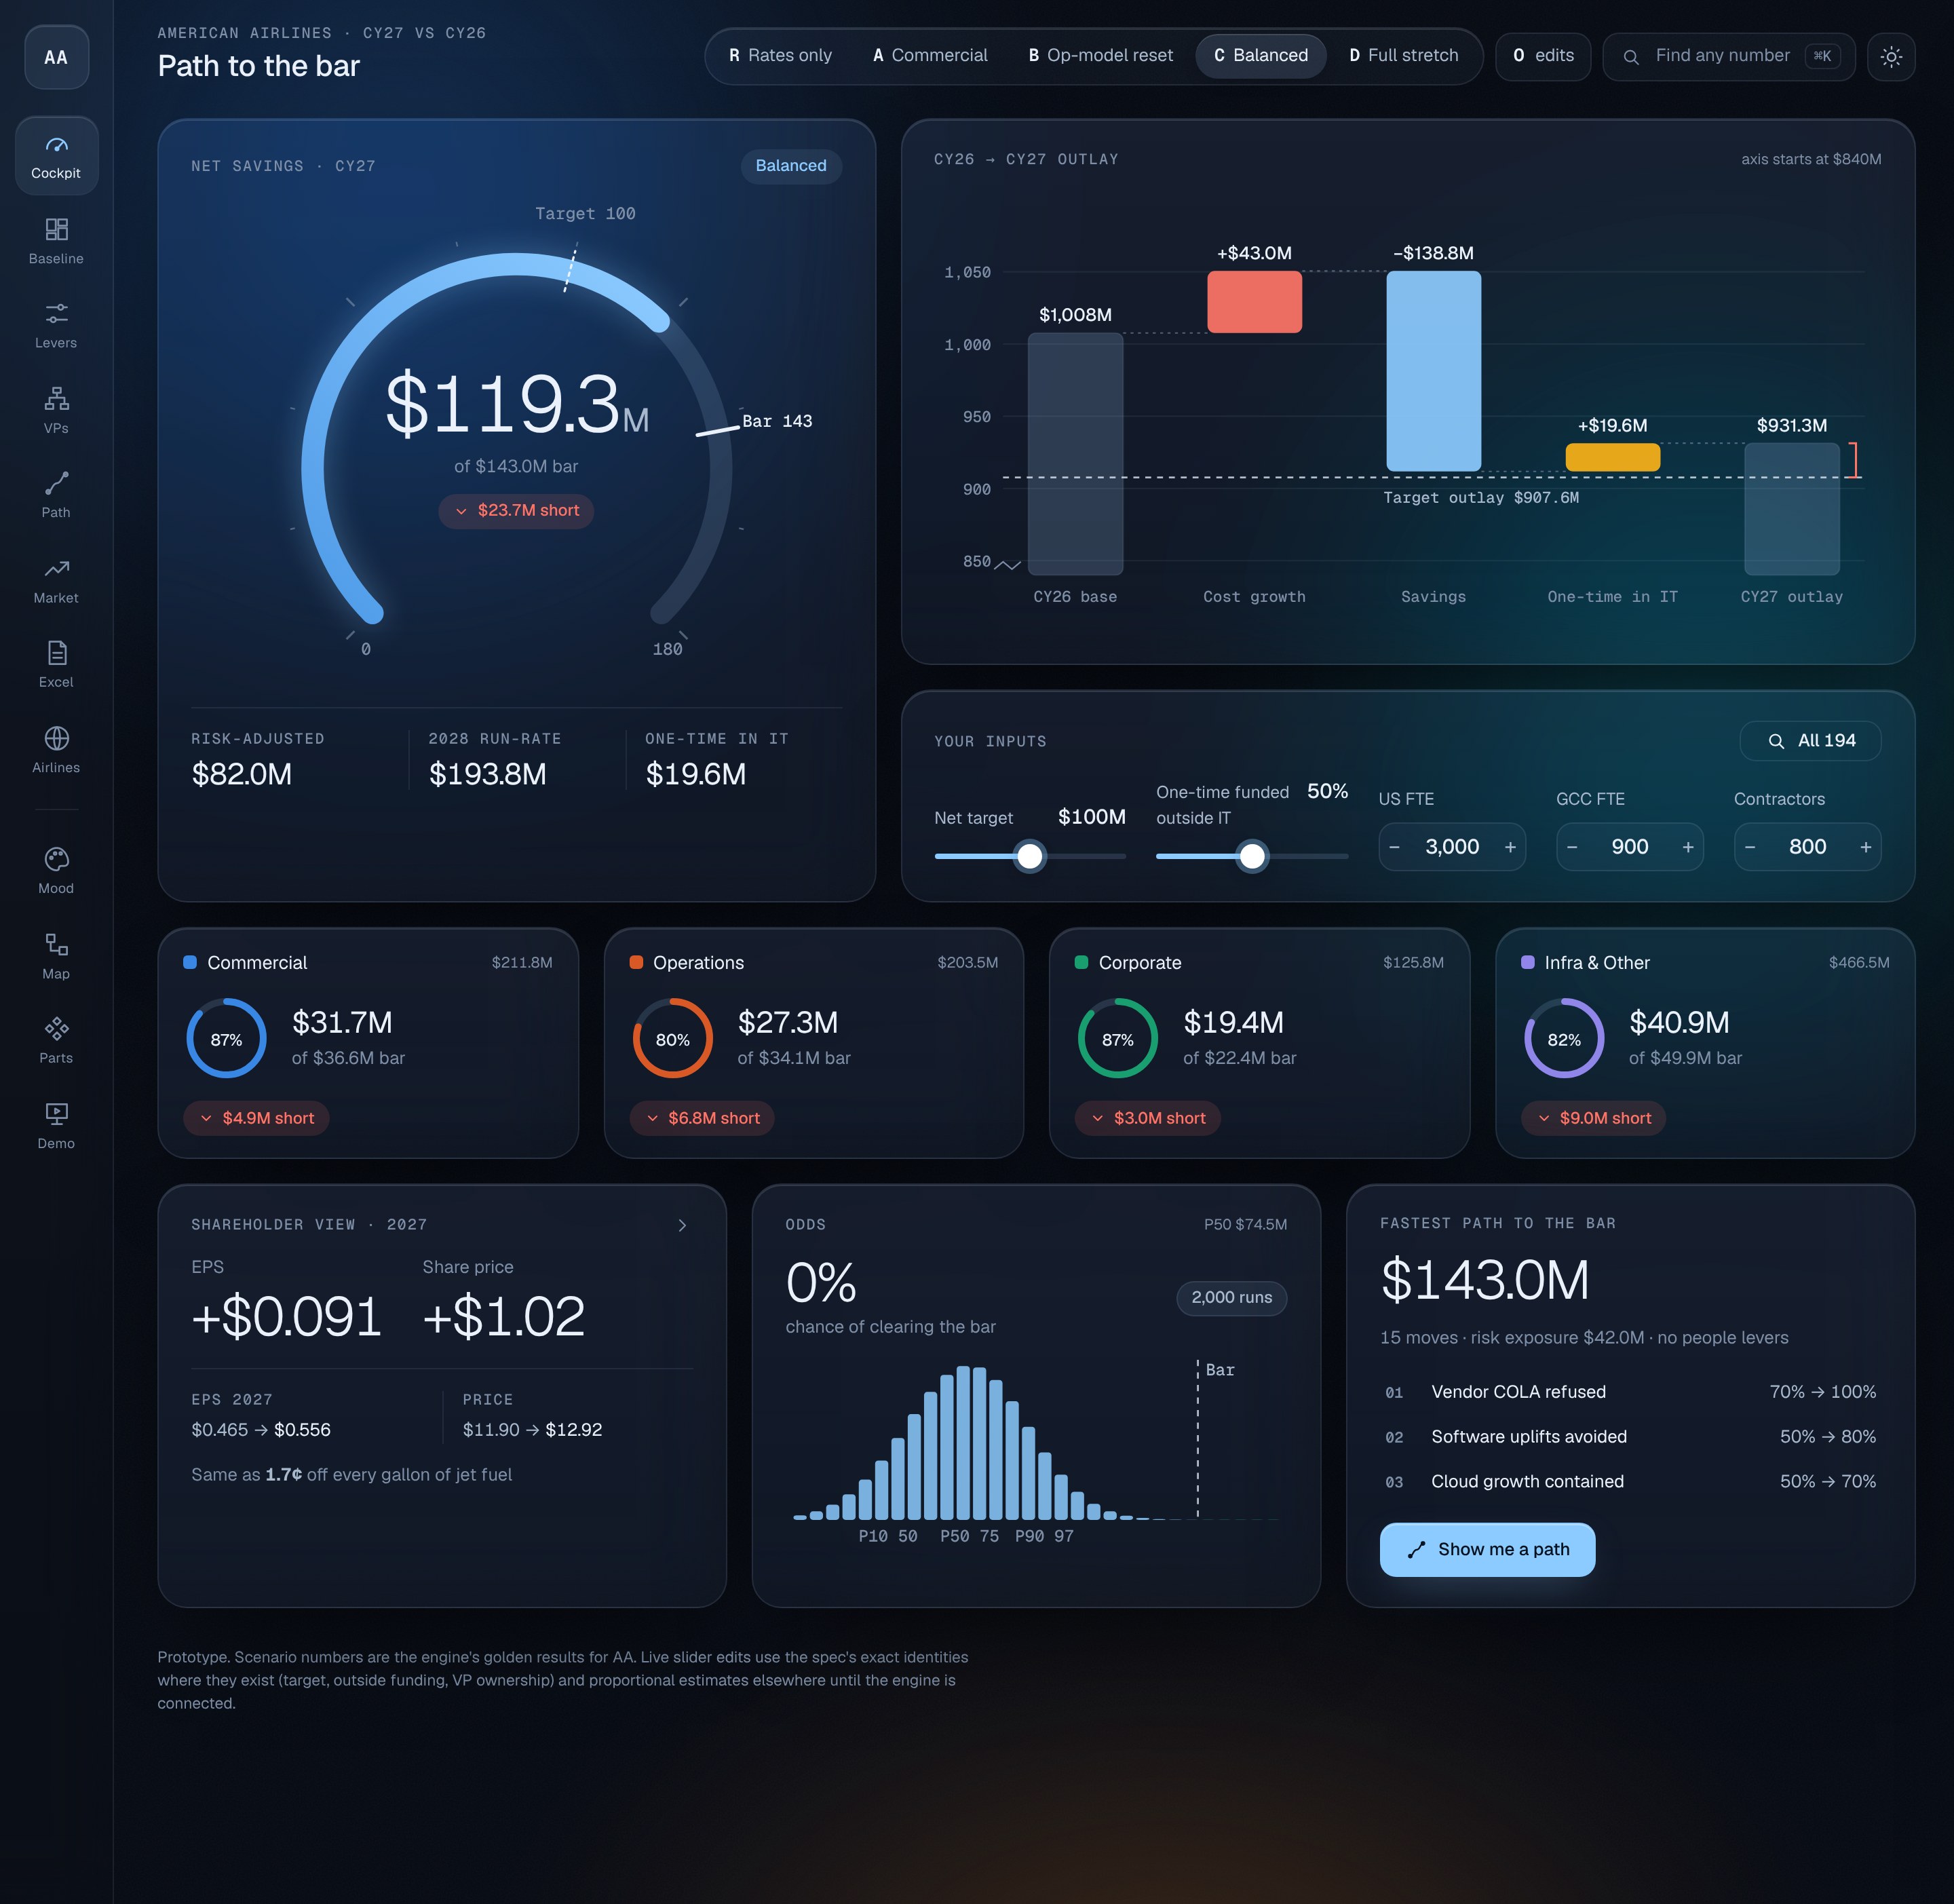 AA
AMERICAN AIRLINES · CY27 VS CY26
Path to the bar
R Rates only
A Commercial
B Op-model reset
C Balanced
D Full stretch
0 edits
Find any number ⌘K
Cockpit
Baseline
Levers
VPs
Path
Market
Excel
Airlines
Mood
Map
Parts
Demo
NET SAVINGS · CY27
Balanced
Target 100
$119.3M
of $143.0M bar
$23.7M short
Bar 143
0
180
RISK-ADJUSTED
$82.0M
2028 RUN-RATE
$193.8M
ONE-TIME IN IT
$19.6M
CY26 → CY27 OUTLAY
axis starts at $840M
1,050
1,000
950
900
850
$1,008M
+$43.0M
−$138.8M
+$19.6M
$931.3M
Target outlay $907.6M
CY26 base
Cost growth
Savings
One-time in IT
CY27 outlay
YOUR INPUTS
All 194
Net target $100M
One-time funded outside IT 50%
US FTE
− 3,000 +
GCC FTE
− 900 +
Contractors
− 800 +
Commercial $211.8M
87%
$31.7M
of $36.6M bar
$4.9M short
Operations $203.5M
80%
$27.3M
of $34.1M bar
$6.8M short
Corporate $125.8M
87%
$19.4M
of $22.4M bar
$3.0M short
Infra & Other $466.5M
82%
$40.9M
of $49.9M bar
$9.0M short
SHAREHOLDER VIEW · 2027
EPS
+$0.091
Share price
+$1.02
EPS 2027
$0.465 → $0.556
PRICE
$11.90 → $12.92
Same as 1.7¢ off every gallon of jet fuel
ODDS
P50 $74.5M
0%
chance of clearing the bar
2,000 runs
Bar
P10 50 P50 75 P90 97
FASTEST PATH TO THE BAR
$143.0M
15 moves · risk exposure $42.0M · no people levers
01 Vendor COLA refused 70% → 100%
02 Software uplifts avoided 50% → 80%
03 Cloud growth contained 50% → 70%
Show me a path
Prototype. Scenario numbers are the engine's golden results for AA. Live slider edits use the spec's exact identities
where they exist (target, outside funding, VP ownership) and proportional estimates elsewhere until the engine is
connected.